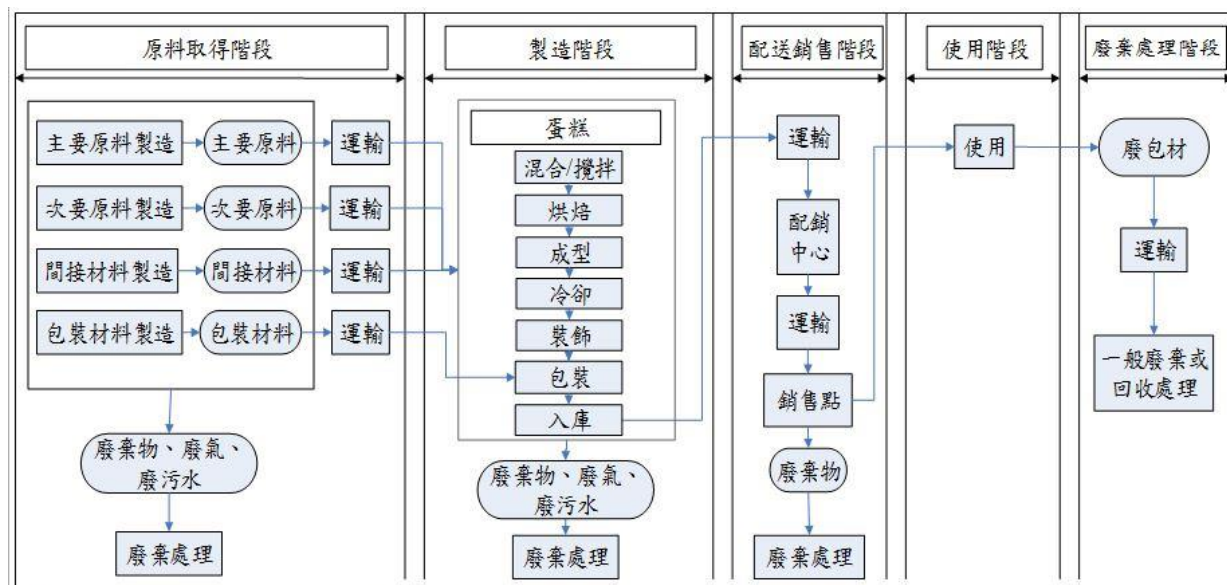 原料取得階段
製造階段
配送銷售階段
使用階段
廢棄處理階段
主要原料製造
主要原料
運輸
次要原料製造
次要原料
運輸
間接材料製造
間接材料
運輸
包裝材料製造
包裝材料
運輸
廢棄物、廢氣、
廢污水
廢棄處理
蛋糕
混合/攪拌
烘焙
成型
冷卻
裝飾
包裝
入庫
廢棄物、廢氣、
廢污水
廢棄處理
運輸
配銷
中心
運輸
銷售點
廢棄物
廢棄處理
使用
廢包材
運輸
一般廢棄或
回收處理